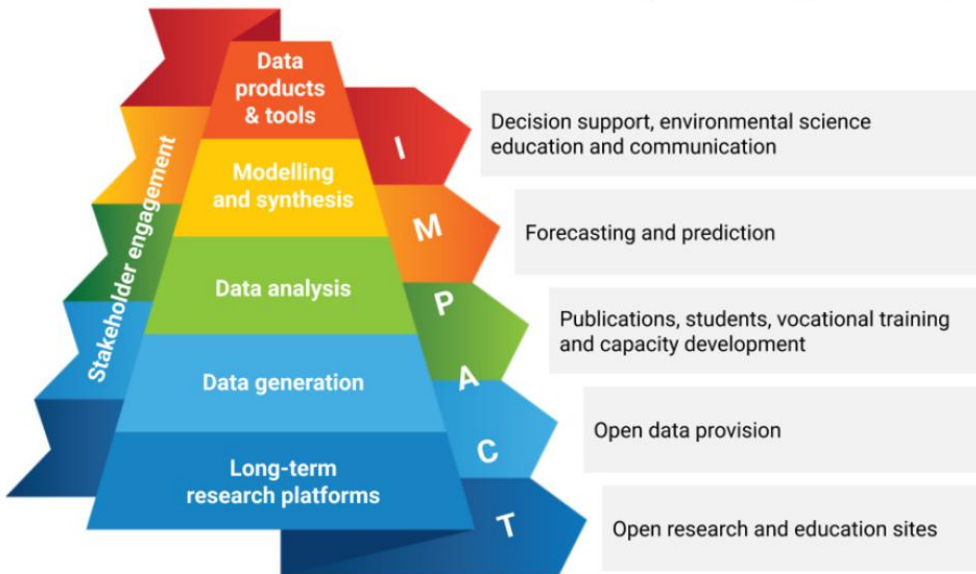 Data
products
& tools
Modelling
and synthesis
Data analysis
Data generation
Long-term
research platforms
Stakeholder engagement
I
M
P
A
C
T
Decision support, environmental science
education and communication
Forecasting and prediction
Publications, students, vocational training
and capacity development
Open data provision
Open research and education sites